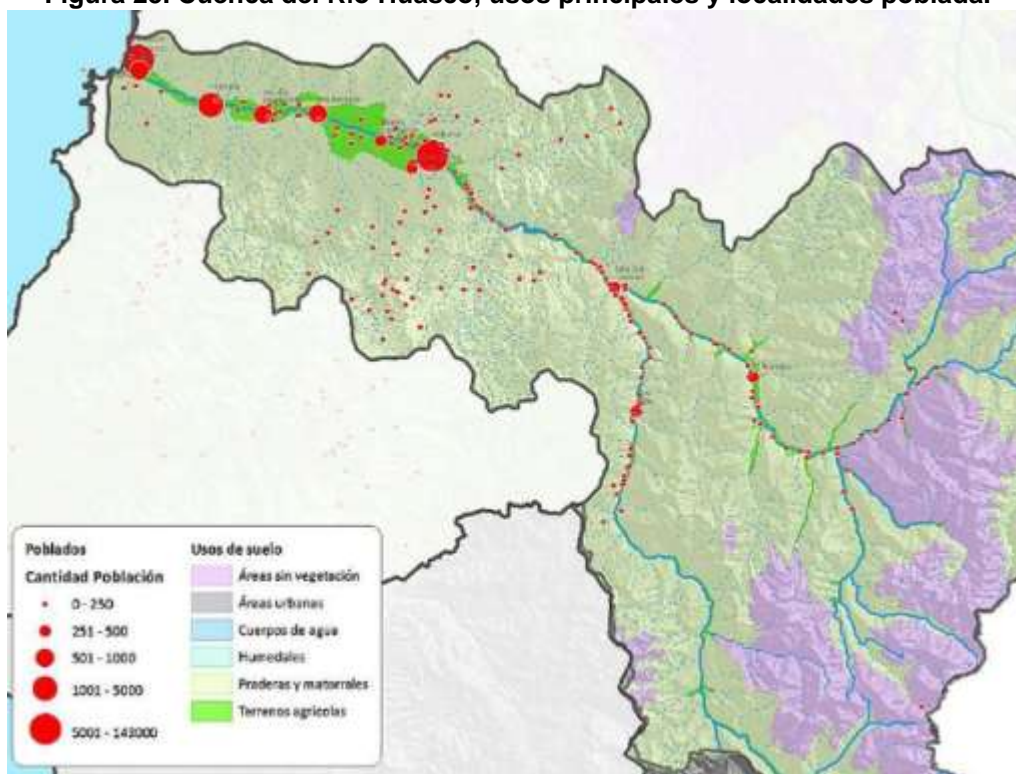 Figura 23. Cuenca del Río Huasco, usos principales y localidades poblada.
Poblados
Cantidad Población
0 - 250
251 - 500
501 - 1000
1001 - 5000
5001 - 143000
Usos de suelo
Áreas sin vegetación
Áreas urbanas
Cuerpos de agua
Humedales
Praderas y matorrales
Terrenos agrícolas